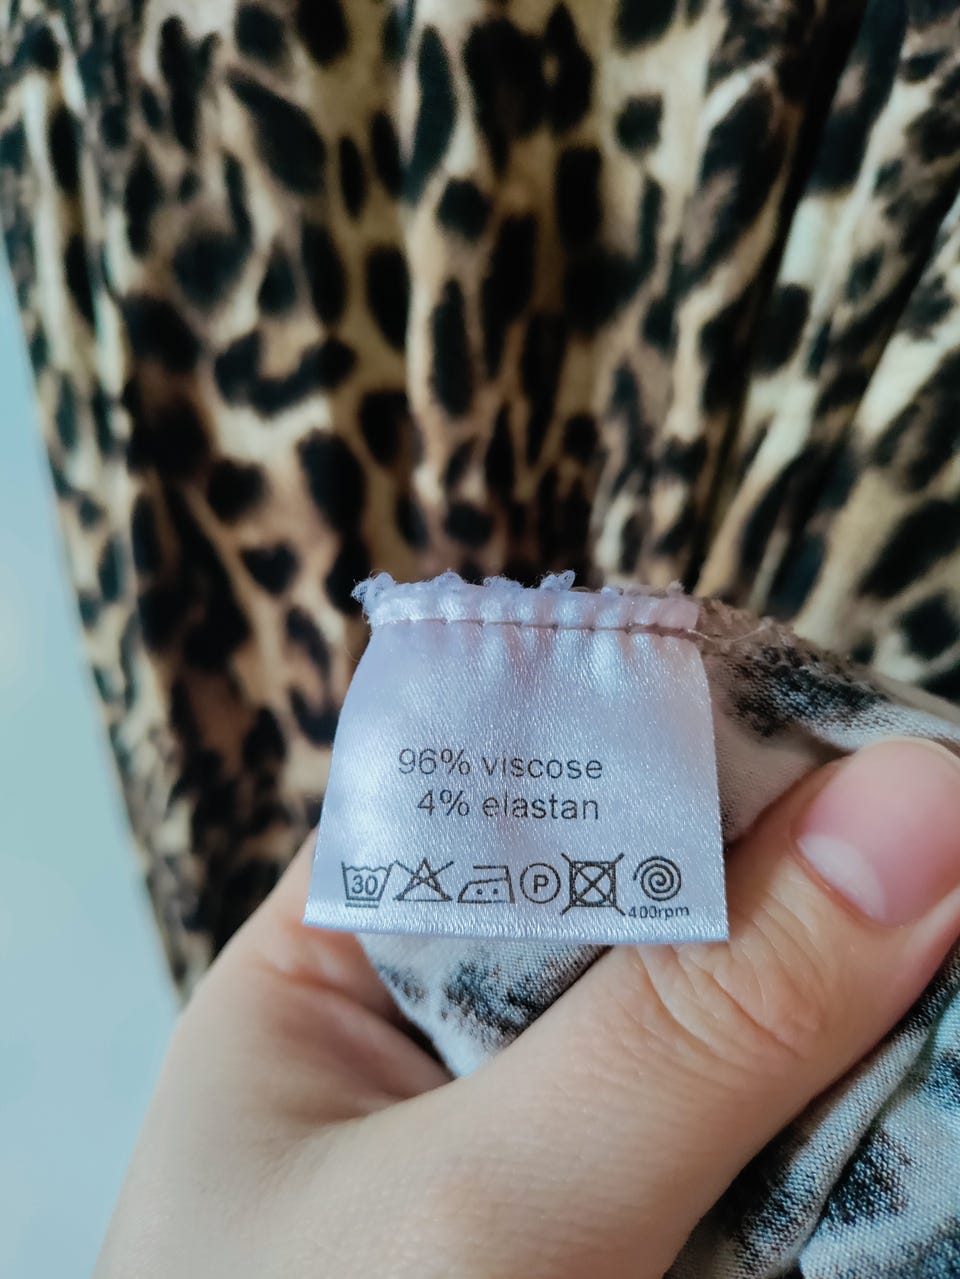 96% viscose
4% elastan
30 P
400rpm